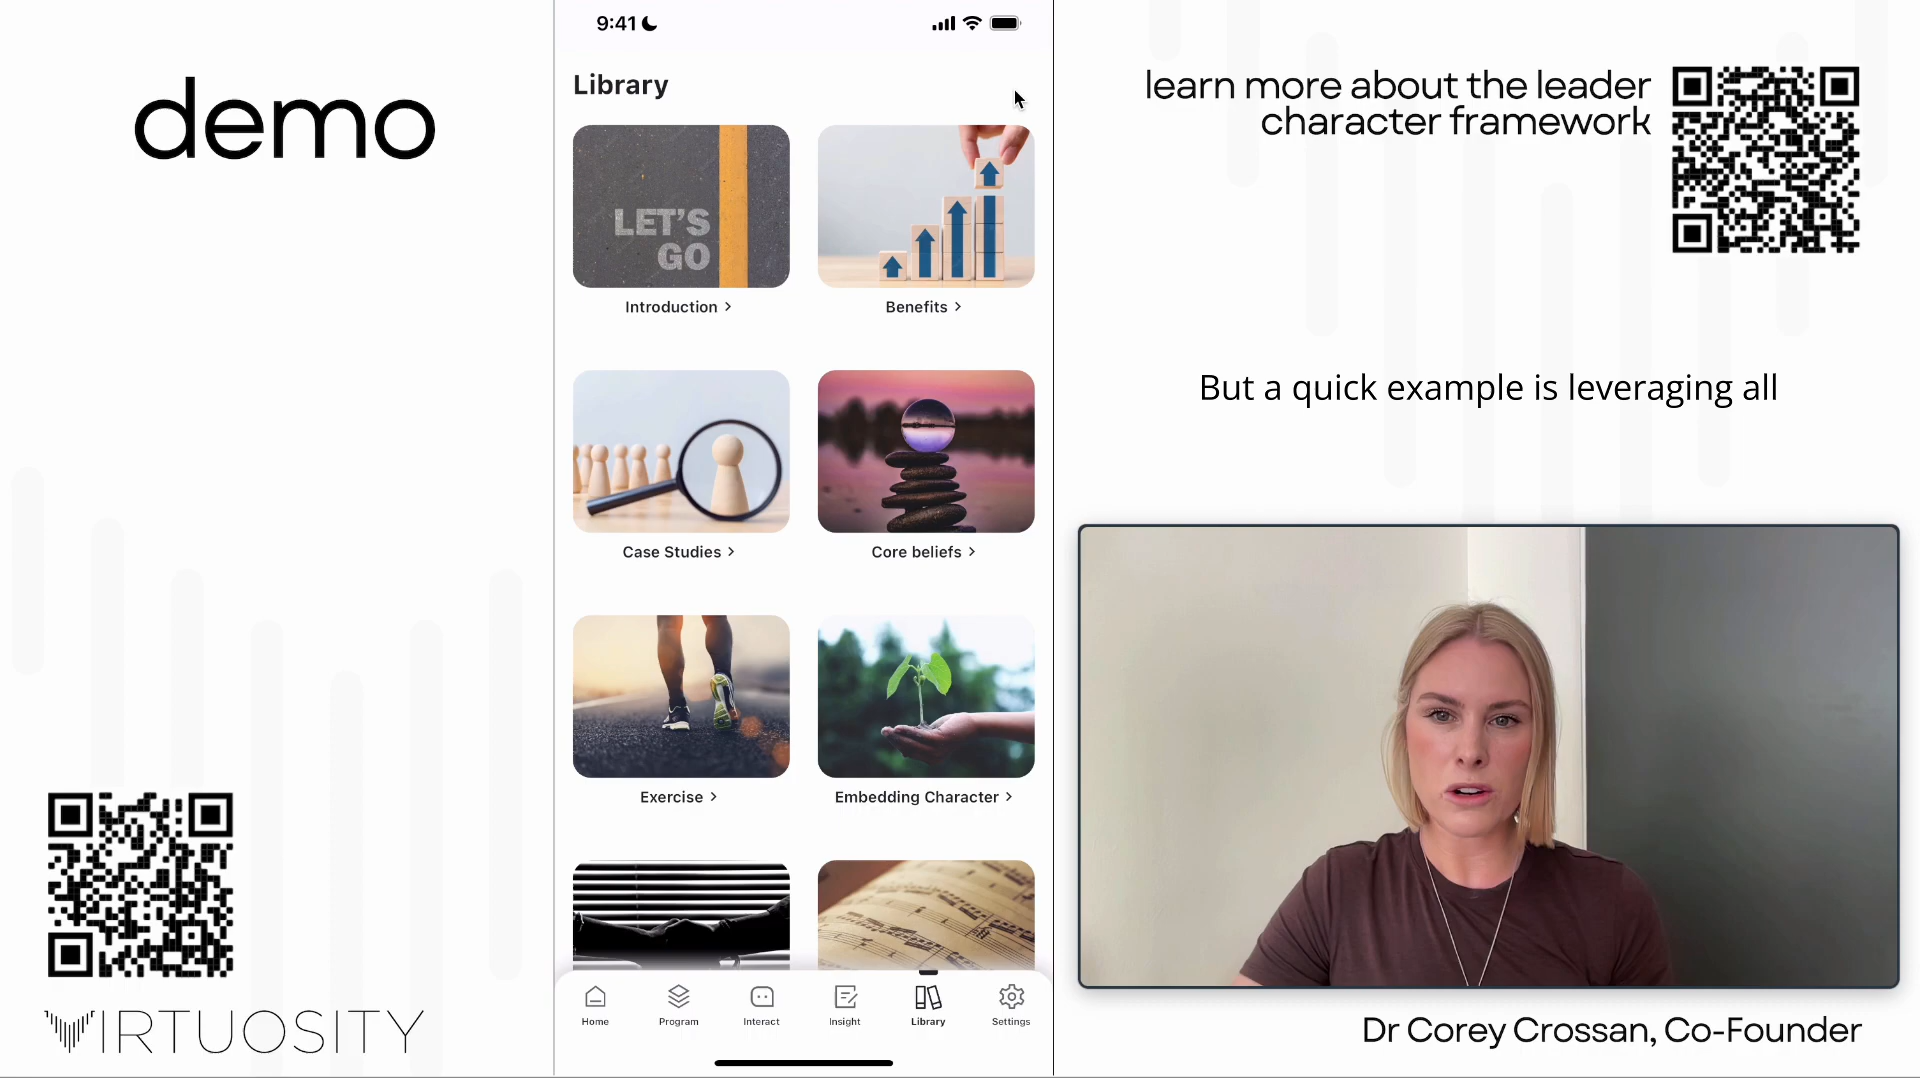 demo
9:41
Library
LET'S
GO
Introduction >
Benefits >
Case Studies >
Core beliefs >
Exercise >
Embedding Character >
Home
Program
Interact
Insight
Library
Settings
VIRTUOSITY
learn more about the leader
character framework
But a quick example is leveraging all
Dr Corey Crossan, Co-Founder